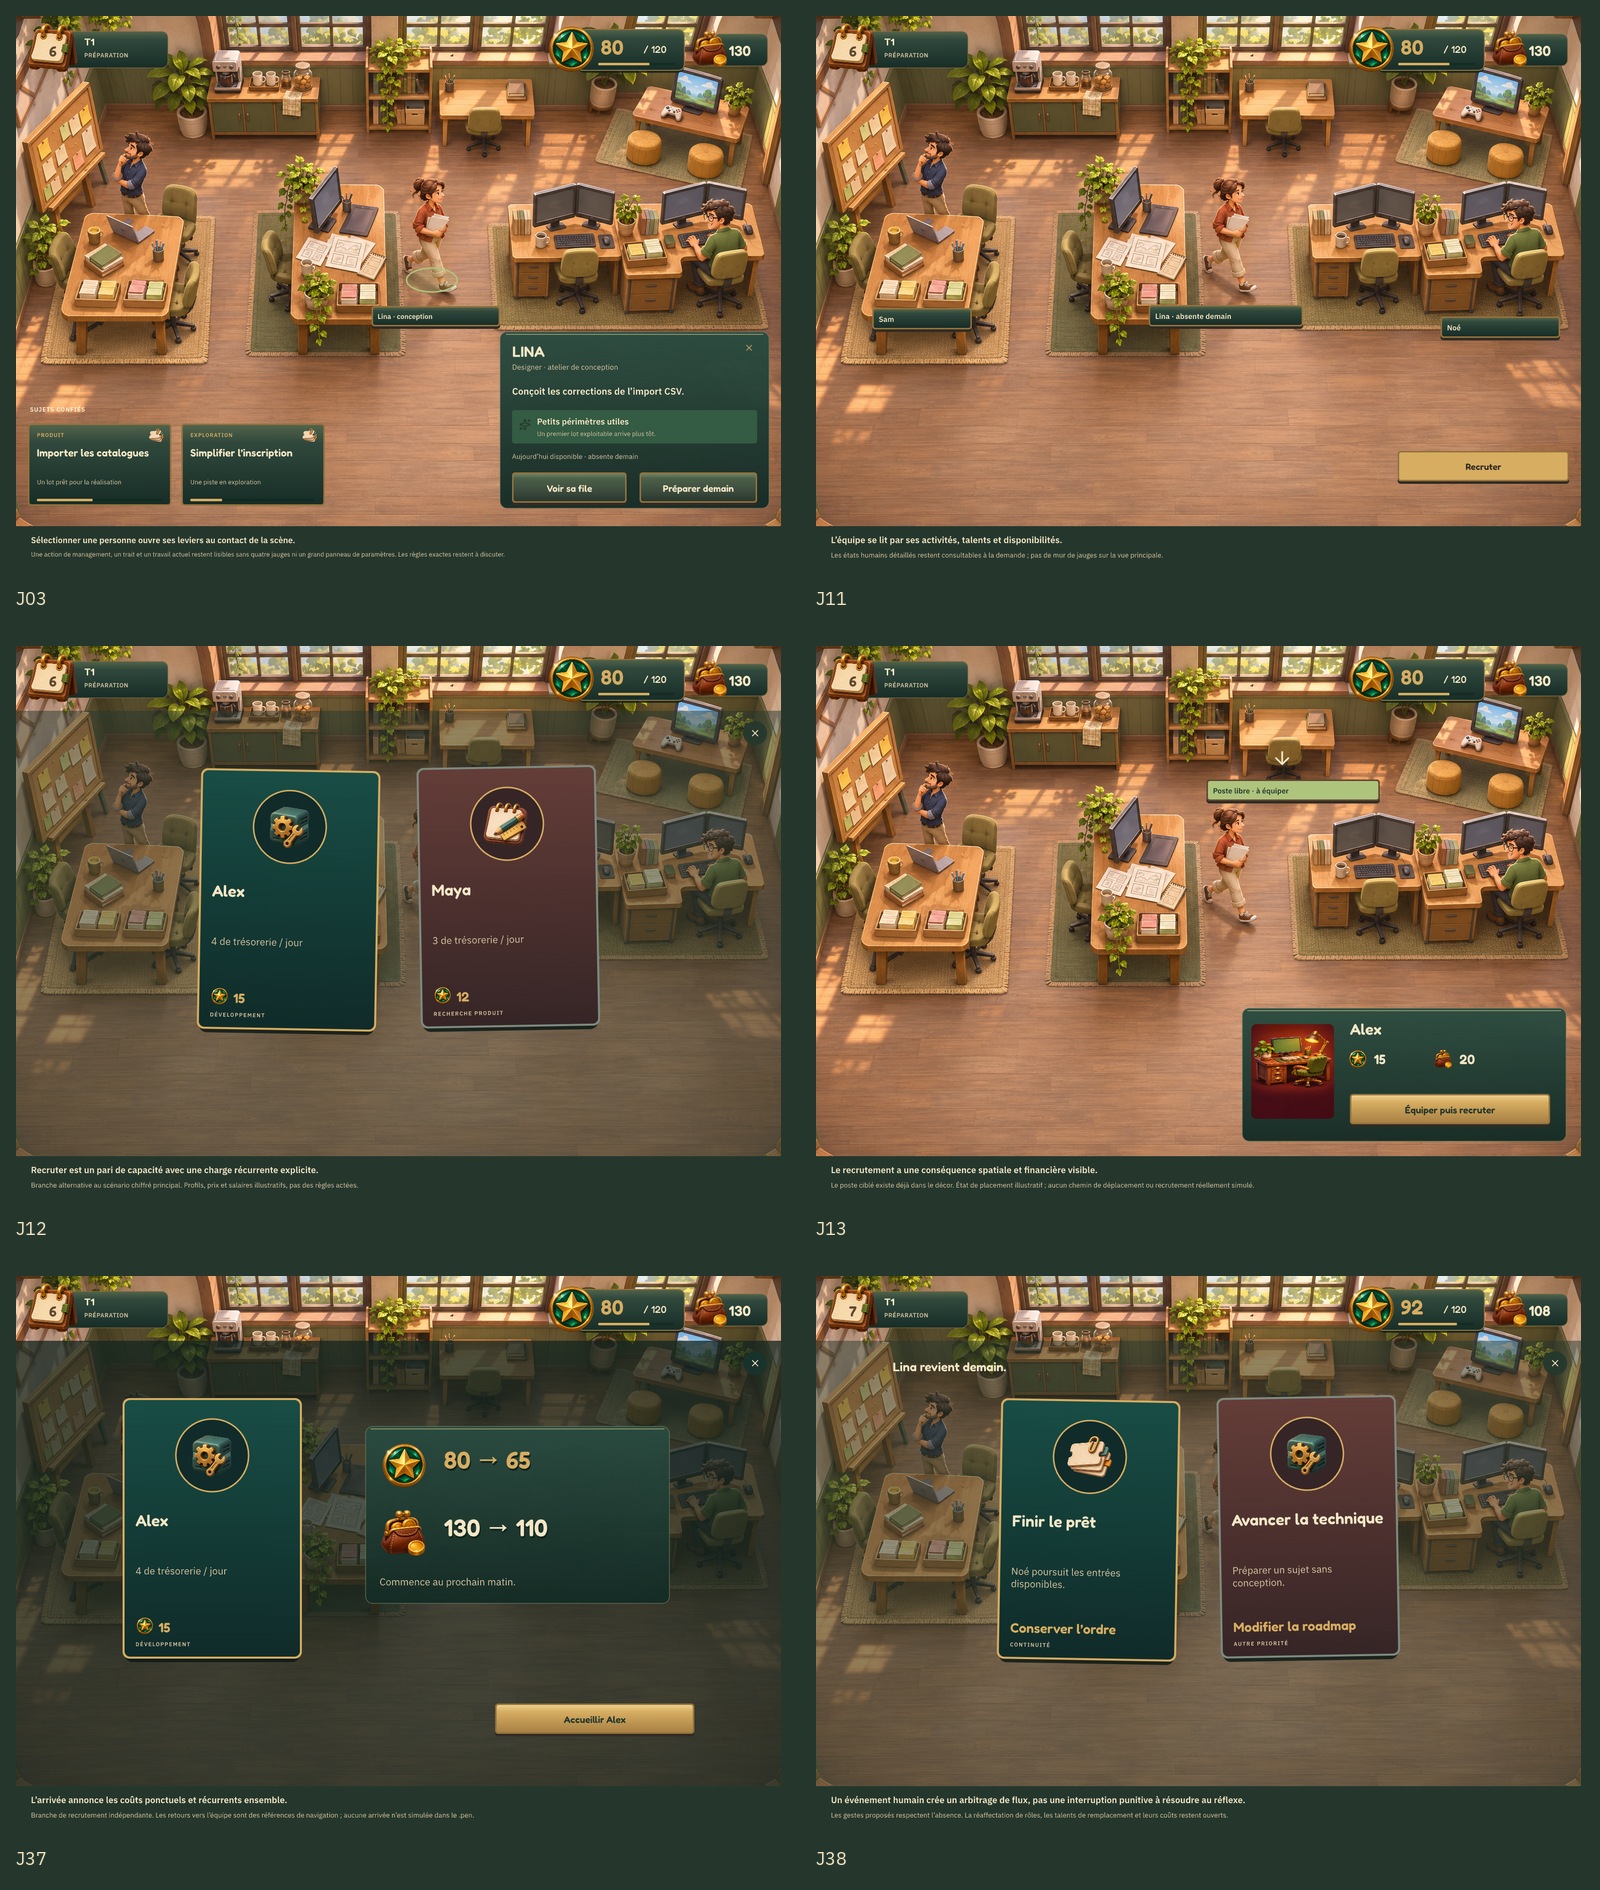 6
T1
PRÉPARATION
80 / 120
130
Lina · conception
LINA
×
Designer · atelier de conception
Conçoit les corrections de l'import CSV.
Petits périmètres utiles
Un premier lot exploitable arrive plus tôt.
Aujourd'hui disponible · absente demain
Voir sa file
Préparer demain
SUJETS CONFIÉS
PRODUIT
Importer les catalogues
Un lot prêt pour la réalisation
EXPLORATION
Simplifier l'inscription
Une piste en exploration
Sélectionner une personne ouvre ses leviers au contact de la scène.
Une action de management, un trait et un travail actuel restent lisibles sans quatre jauges ni un grand panneau de paramètres. Les règles exactes restent à discuter.
J03
6
T1
PRÉPARATION
80 / 120
130
Sam
Lina · absente demain
Noé
Recruter
L'équipe se lit par ses activités, talents et disponibilités.
Les états humains détaillés restent consultables à la demande ; pas de mur de jauges sur la vue principale.
J11
6
T1
PRÉPARATION
80 / 120
130
×
Alex
4 de trésorerie / jour
15
DÉVELOPPEMENT
Maya
3 de trésorerie / jour
12
RECHERCHE PRODUIT
Recruter est un pari de capacité avec une charge récurrente explicite.
Branche alternative au scénario chiffré principal. Profils, prix et salaires illustratifs, pas des règles actées.
J12
6
T1
PRÉPARATION
80 / 120
130
↓
Poste libre · à équiper
Alex
15
20
Équiper puis recruter
Le recrutement a une conséquence spatiale et financière visible.
Le poste ciblé existe déjà dans le décor. État de placement illustratif ; aucun chemin de déplacement ou recrutement réellement simulé.
J13
6
T1
PRÉPARATION
80 / 120
130
×
Alex
4 de trésorerie / jour
15
DÉVELOPPEMENT
80 → 65
130 → 110
Commence au prochain matin.
Accueillir Alex
L'arrivée annonce les coûts ponctuels et récurrents ensemble.
Branche de recrutement indépendante. Les retours vers l'équipe sont des références de navigation ; aucune arrivée n'est simulée dans le .pen.
J37
7
T1
PRÉPARATION
92 / 120
108
Lina revient demain.
×
Finir le prêt
Noé poursuit les entrées
disponibles.
Conserver l'ordre
CONTINUITÉ
Avancer la technique
Préparer un sujet sans
conception.
Modifier la roadmap
AUTRE PRIORITÉ
Un événement humain crée un arbitrage de flux, pas une interruption punitive à résoudre au réflexe.
Les gestes proposés respectent l'absence. La réaffectation de rôles, les talents de remplacement et leurs coûts restent ouverts.
J38